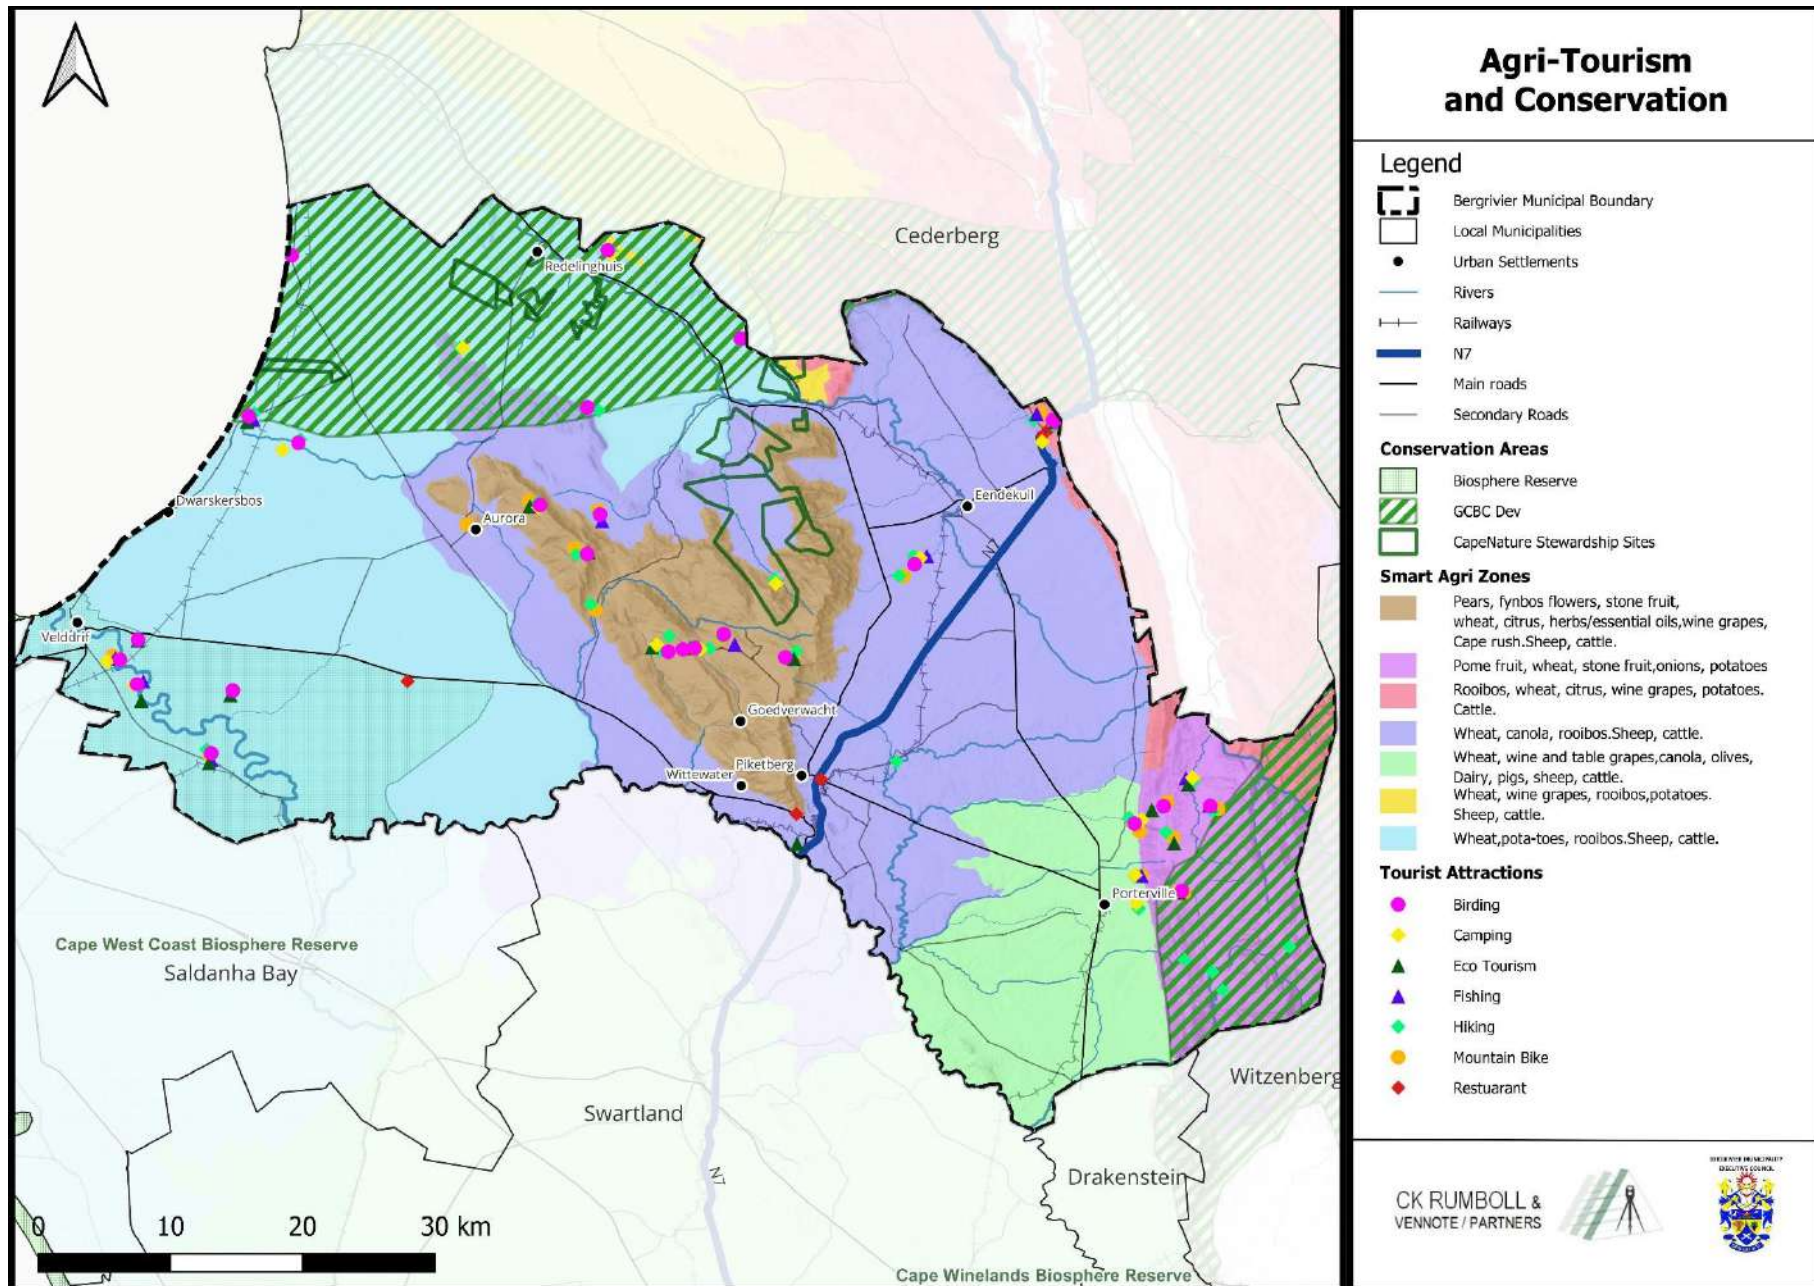 Agri-Tourism
and Conservation
Legend
Bergrivier Municipal Boundary
Local Municipalities
Urban Settlements
Rivers
Railways
N7
Main roads
Secondary Roads
Conservation Areas
Biosphere Reserve
GCBC Dev
CapeNature Stewardship Sites
Smart Agri Zones
Pears, fynbos flowers, stone fruit,
wheat, citrus, herbs/essential oils,wine grapes,
Cape rush.Sheep, cattle.
Pome fruit, wheat, stone fruit,onions, potatoes
Rooibos, wheat, citrus, wine grapes, potatoes.
Cattle.
Wheat, canola, rooibos.Sheep, cattle.
Wheat, wine and table grapes,canola, olives,
Dairy, pigs, sheep, cattle.
Wheat, wine grapes, rooibos,potatoes.
Sheep, cattle.
Wheat,pota-toes, rooibos.Sheep, cattle.
Tourist Attractions
Birding
Camping
Eco Tourism
Fishing
Hiking
Mountain Bike
Restuarant
CK RUMBOLL &
VENNOTE / PARTNERS
BERGRIVIER MUNICIPALITY
EXECUTIVE COUNCIL
Cederberg
Redelinghuis
Dwarskersbos
Aurora
Eendekuil
N7
Velddrif
Goedverwacht
Piketberg
Wittewater
Porterville
Cape West Coast Biosphere Reserve
Saldanha Bay
Swartland
Witzenberg
Drakenstein
N7
0 10 20 30 km
Cape Winelands Biosphere Reserve